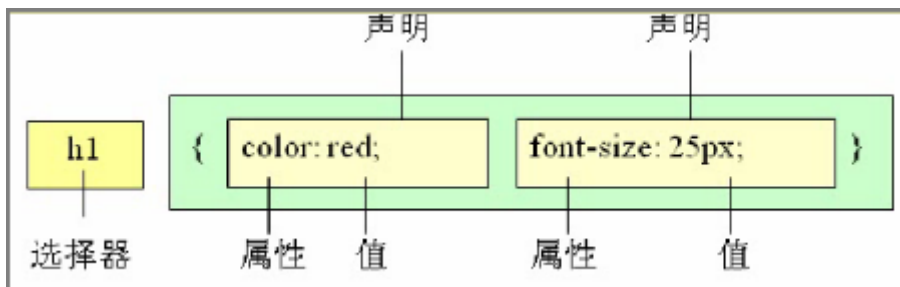 声明 声明
h1 { color: red; font-size: 25px; }
选择器 属性 值 属性 值